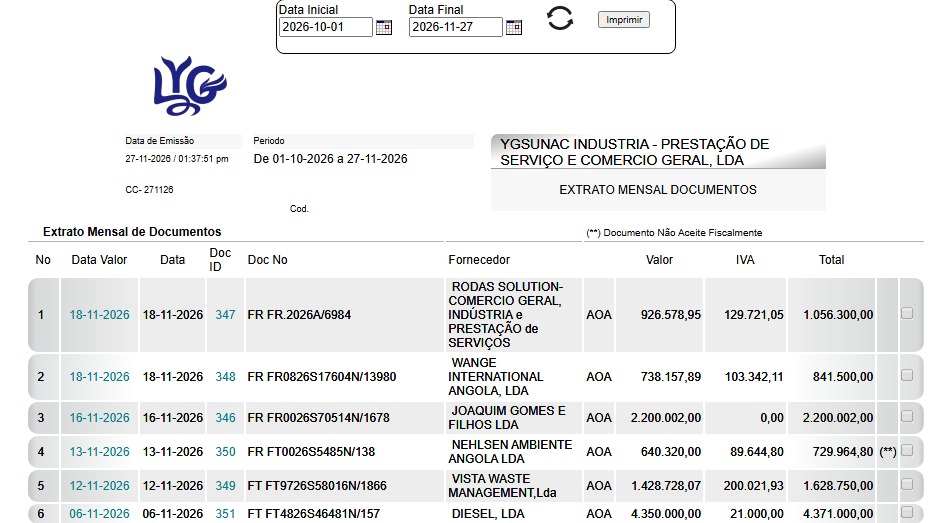 Data Inicial Data Final
2026-10-01 2026-11-27 Imprimir
LYG
Data de Emissão Periodo
27-11-2026 / 01:37:51 pm De 01-10-2026 a 27-11-2026
CC- 271126
Cod.
YGSUNAC INDUSTRIA - PRESTAÇÃO DE
SERVIÇO E COMERCIO GERAL, LDA
EXTRATO MENSAL DOCUMENTOS
Extrato Mensal de Documentos (**) Documento Não Aceite Fiscalmente
No Data Valor Data Doc ID Doc No Fornecedor Valor IVA Total
1 18-11-2026 18-11-2026 347 FR FR.2026A/6984 RODAS SOLUTION-COMERCIO GERAL, INDÚSTRIA e PRESTAÇÃO de SERVIÇOS AOA 926.578,95 129.721,05 1.056.300,00
2 18-11-2026 18-11-2026 348 FR FR0826S17604N/13980 WANGE INTERNATIONAL ANGOLA, LDA AOA 738.157,89 103.342,11 841.500,00
3 16-11-2026 16-11-2026 346 FR FR0026S70514N/1678 JOAQUIM GOMES E FILHOS LDA AOA 2.200.002,00 0,00 2.200.002,00
4 13-11-2026 13-11-2026 350 FR FT0026S5485N/138 NEHLSEN AMBIENTE ANGOLA LDA AOA 640.320,00 89.644,80 729.964,80 (**)
5 12-11-2026 12-11-2026 349 FT FT9726S58016N/1866 VISTA WASTE MANAGEMENT,Lda AOA 1.428.728,07 200.021,93 1.628.750,00
6 06-11-2026 06-11-2026 351 FT FT4826S46481N/157 DIESEL, LDA AOA 4.350.000,00 21.000,00 4.371.000,00